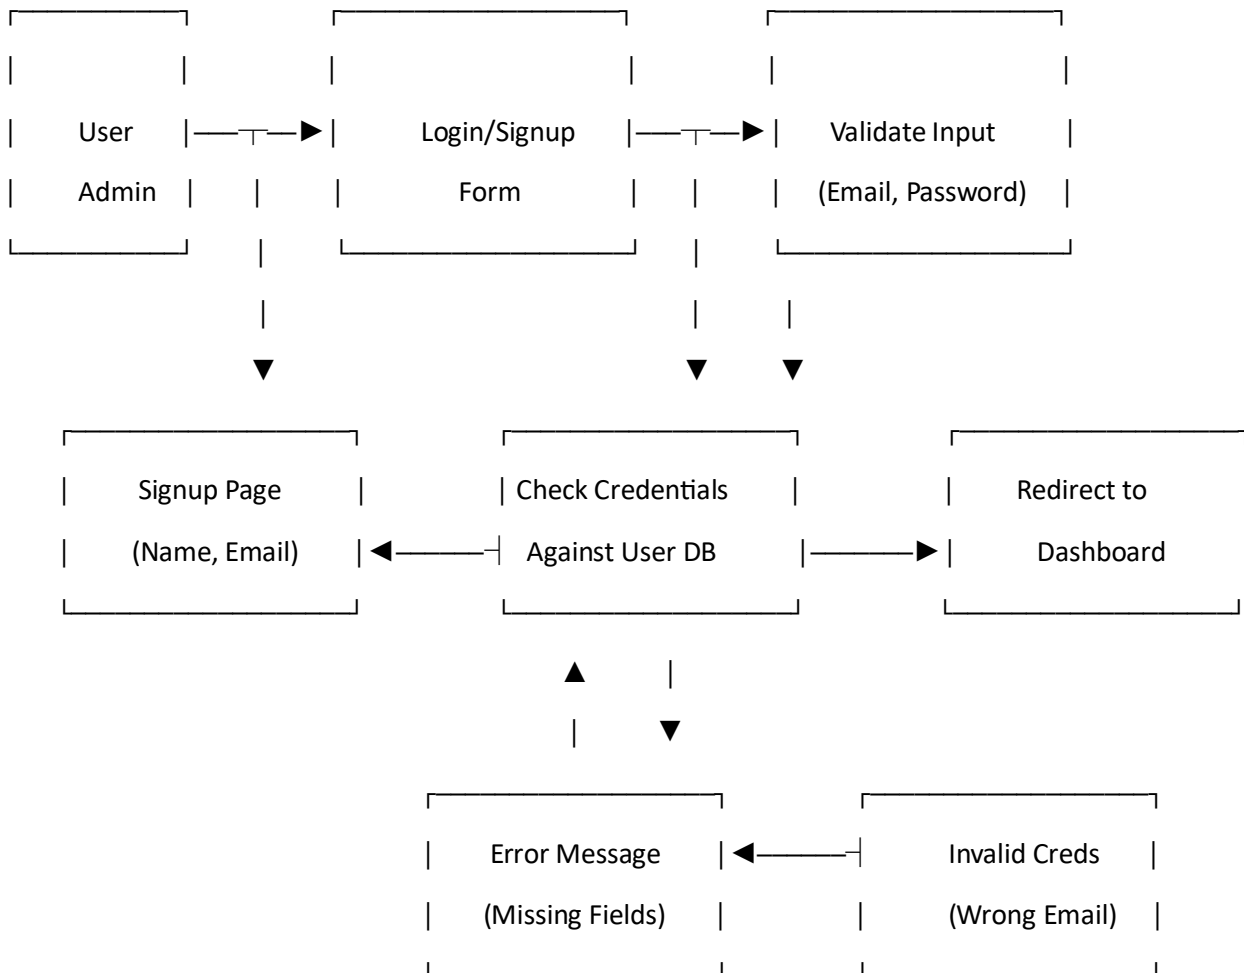 User
Admin
Login/Signup
Form
Validate Input
(Email, Password)
Signup Page
(Name, Email)
Check Credentials
Against User DB
Redirect to
Dashboard
Error Message
(Missing Fields)
Invalid Creds
(Wrong Email)